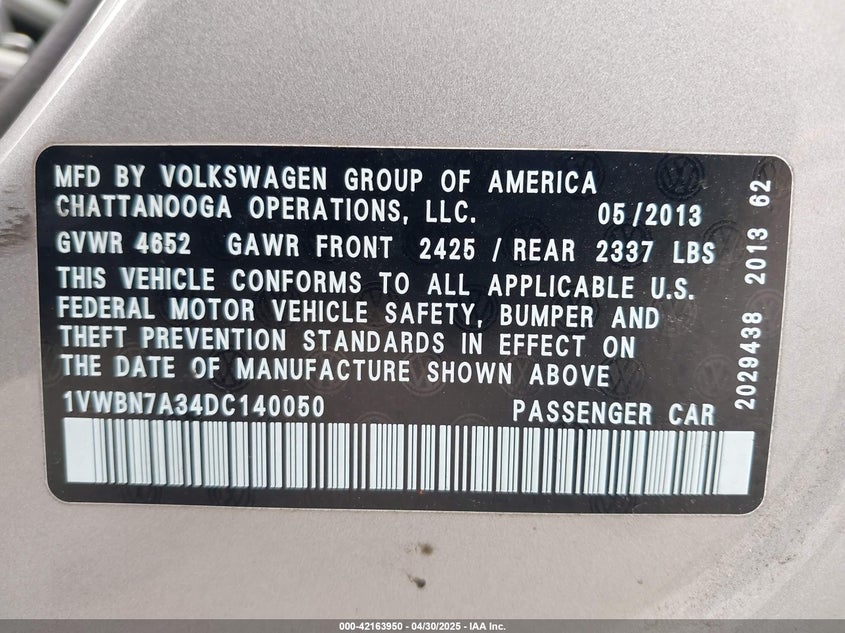 MFD BY VOLKSWAGEN GROUP OF AMERICA
CHATTANOOGA OPERATIONS, LLC. 05/2013
GVWR 4652 GAWR FRONT 2425 / REAR 2337 LBS
THIS VEHICLE CONFORMS TO ALL APPLICABLE U.S.
FEDERAL MOTOR VEHICLE SAFETY, BUMPER AND
THEFT PREVENTION STANDARDS IN EFFECT ON
THE DATE OF MANUFACTURE SHOWN ABOVE
1VWBN7A34DC140050 PASSENGER CAR
2029438 2013 62
000-42163950 - 04/30/2025 - IAA Inc.